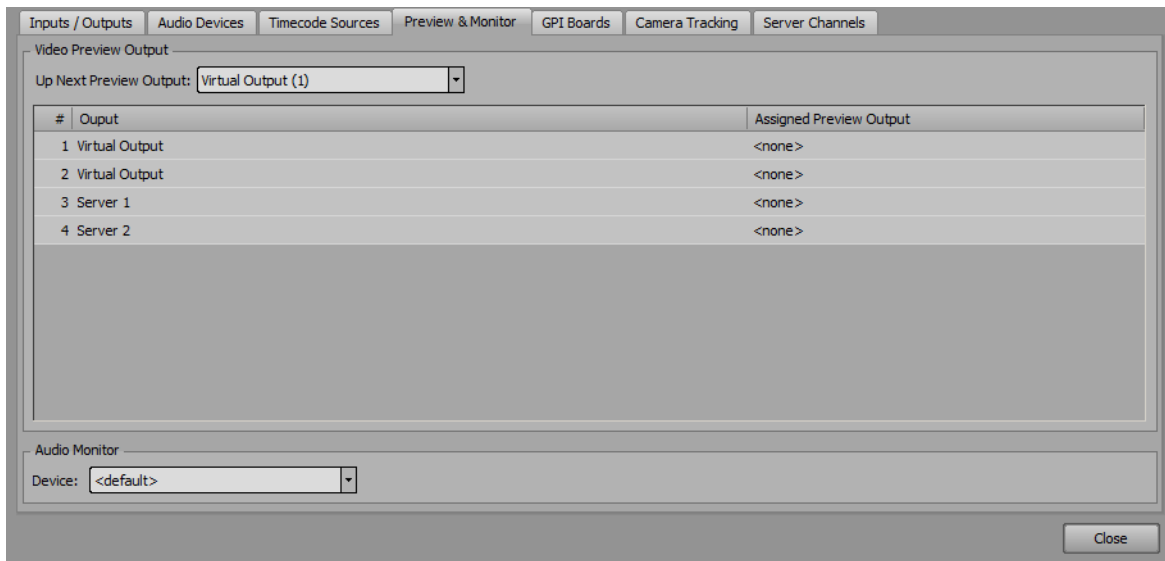 Inputs / Outputs Audio Devices Timecode Sources Preview & Monitor GPI Boards Camera Tracking Server Channels
Video Preview Output
Up Next Preview Output: Virtual Output (1)
# Ouput Assigned Preview Output
1 Virtual Output <none>
2 Virtual Output <none>
3 Server 1 <none>
4 Server 2 <none>
Audio Monitor
Device: <default>
Close